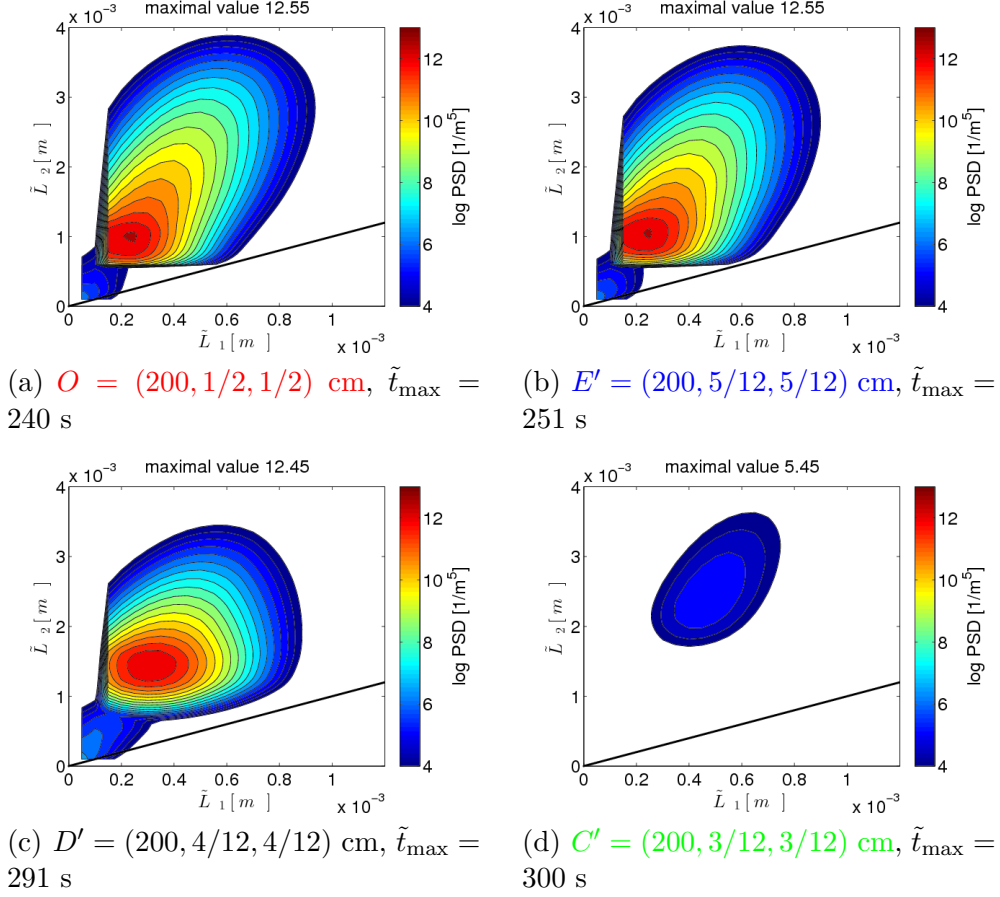 maximal value 12.55
x 10⁻³
4
3
2
1
0
L̃ ₂ [ m ]
0 0.2 0.4 0.6 0.8 1
x 10⁻³
L̃ ₁ [ m ]
12
10
8
6
4
log PSD [1/m⁵]
(a) O = (200, 1/2, 1/2) cm, t̃max =
240 s
maximal value 12.55
x 10⁻³
4
3
2
1
0
L̃ ₂ [ m ]
0 0.2 0.4 0.6 0.8 1
x 10⁻³
L̃ ₁ [ m ]
12
10
8
6
4
log PSD [1/m⁵]
(b) E′ = (200, 5/12, 5/12) cm, t̃max =
251 s
maximal value 12.45
x 10⁻³
4
3
2
1
0
L̃ ₂ [ m ]
0 0.2 0.4 0.6 0.8 1
x 10⁻³
L̃ ₁ [ m ]
12
10
8
6
4
log PSD [1/m⁵]
(c) D′ = (200, 4/12, 4/12) cm, t̃max =
291 s
maximal value 5.45
x 10⁻³
4
3
2
1
0
L̃ ₂ [ m ]
0 0.2 0.4 0.6 0.8 1
x 10⁻³
L̃ ₁ [ m ]
12
10
8
6
4
log PSD [1/m⁵]
(d) C′ = (200, 3/12, 3/12) cm, t̃max =
300 s